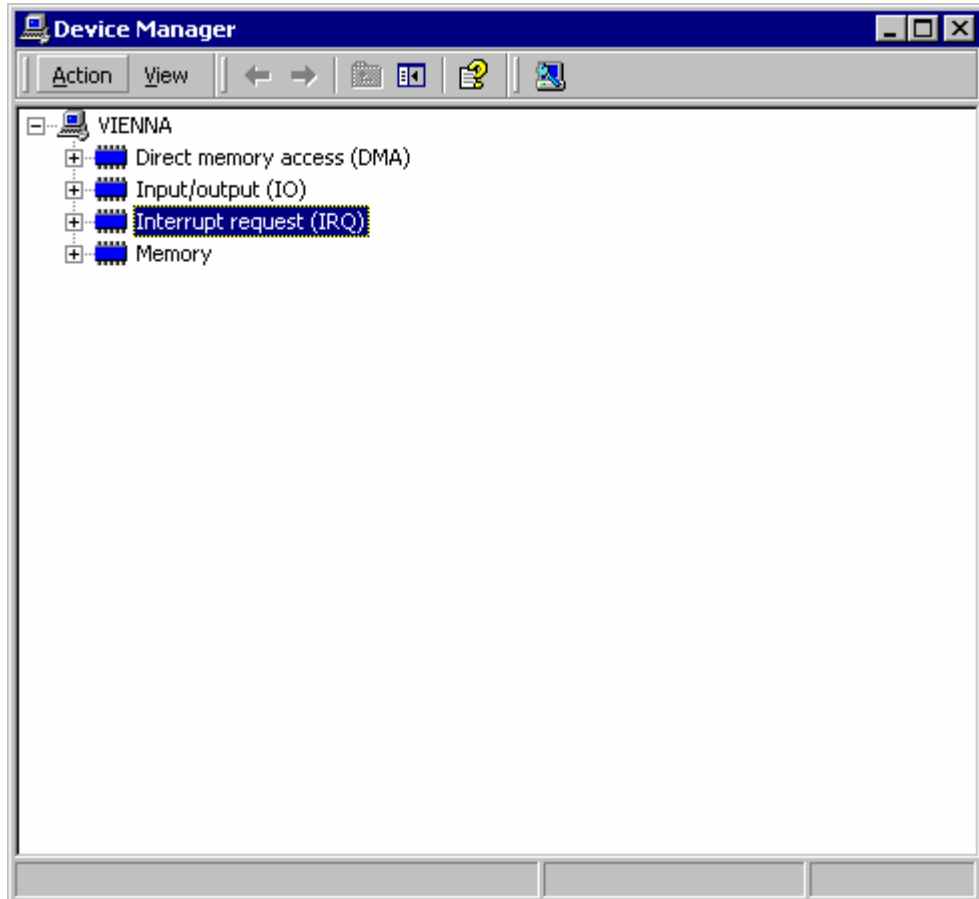 Device Manager
Action View
VIENNA
Direct memory access (DMA)
Input/output (IO)
Interrupt request (IRQ)
Memory